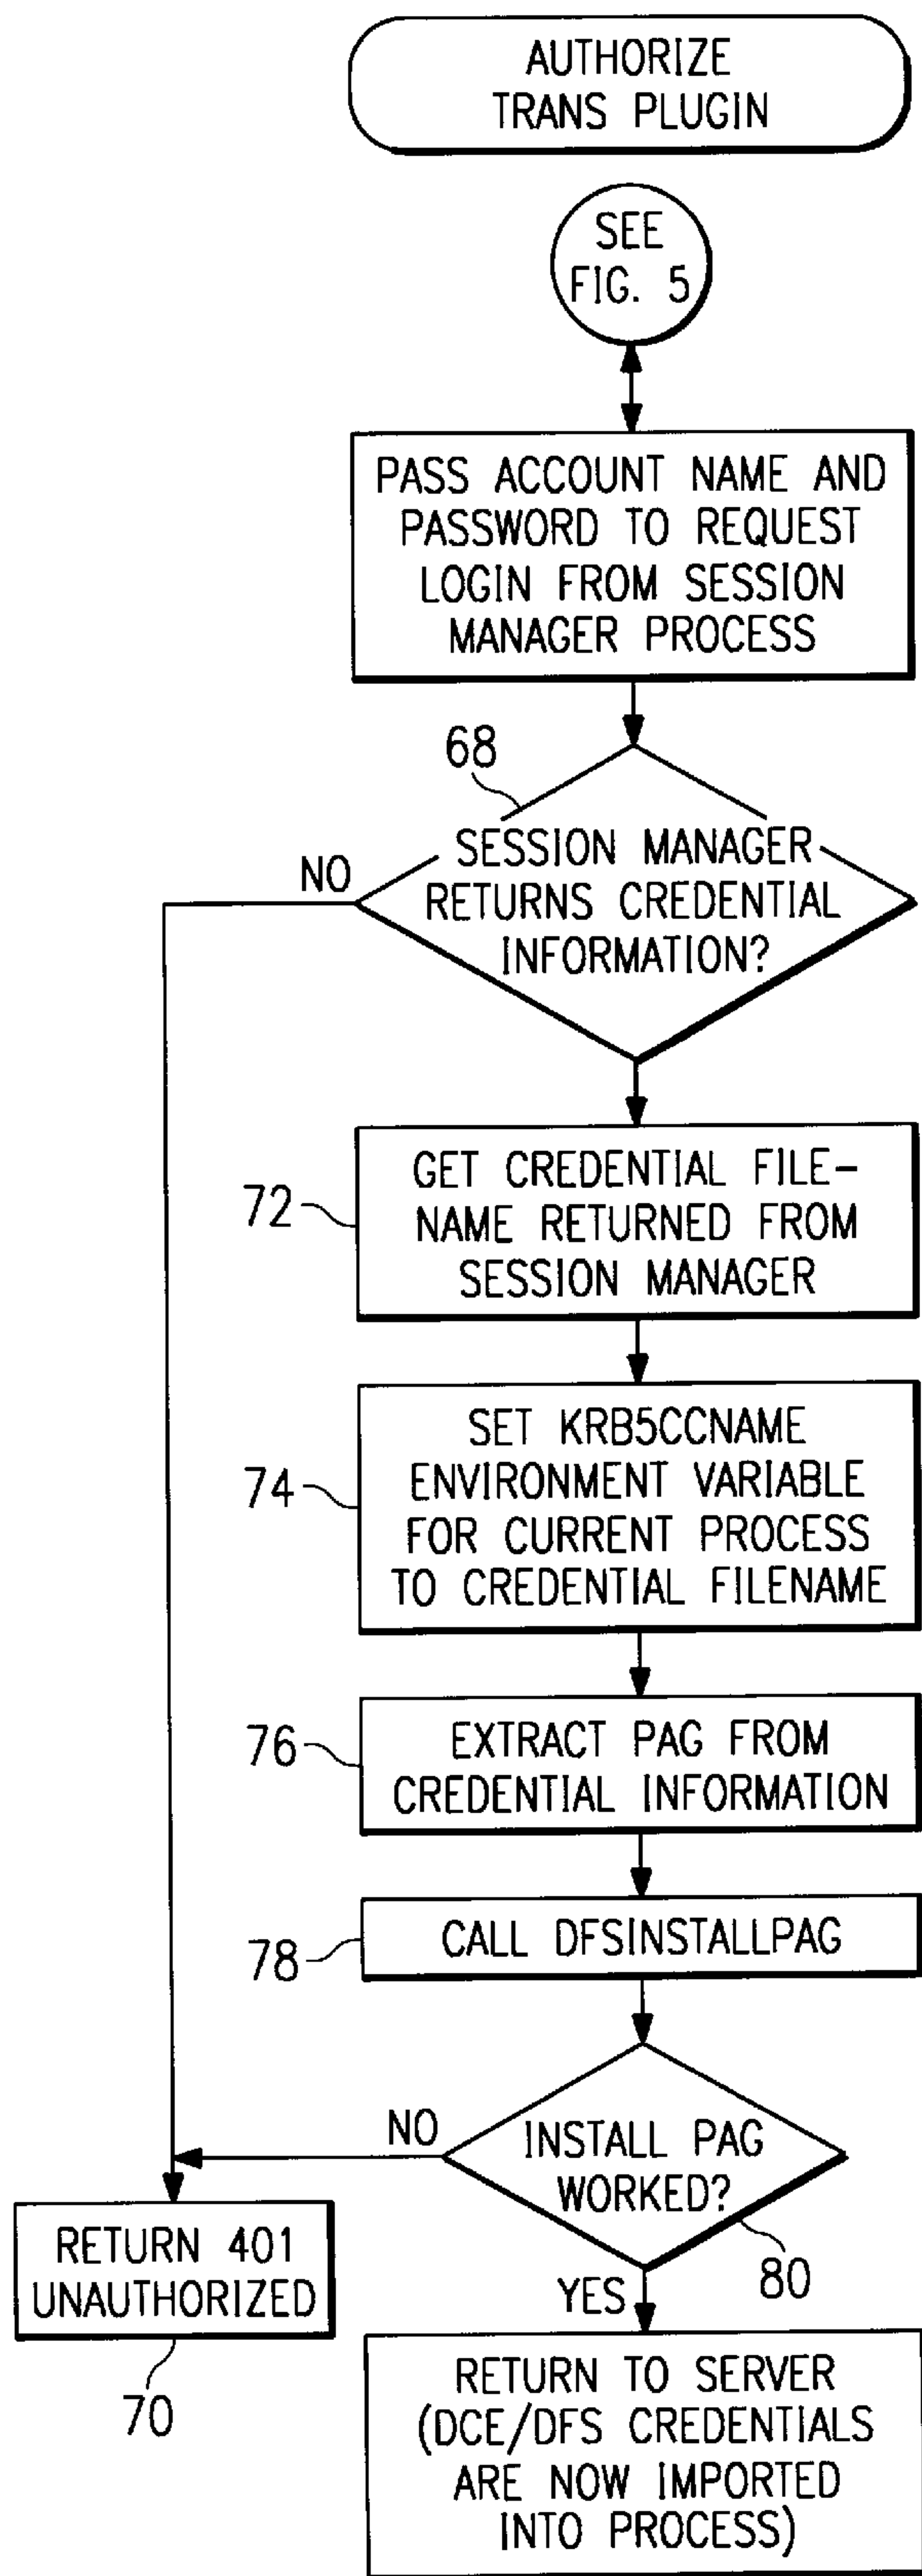 AUTHORIZE
TRANS PLUGIN
SEE
FIG. 5
PASS ACCOUNT NAME AND
PASSWORD TO REQUEST
LOGIN FROM SESSION
MANAGER PROCESS
68
SESSION MANAGER
RETURNS CREDENTIAL
INFORMATION?
NO
72
GET CREDENTIAL FILE-
NAME RETURNED FROM
SESSION MANAGER
74
SET KRB5CCNAME
ENVIRONMENT VARIABLE
FOR CURRENT PROCESS
TO CREDENTIAL FILENAME
76
EXTRACT PAG FROM
CREDENTIAL INFORMATION
78
CALL DFSINSTALLPAG
NO
INSTALL PAG
WORKED?
80
YES
RETURN 401
UNAUTHORIZED
70
RETURN TO SERVER
(DCE/DFS CREDENTIALS
ARE NOW IMPORTED
INTO PROCESS)